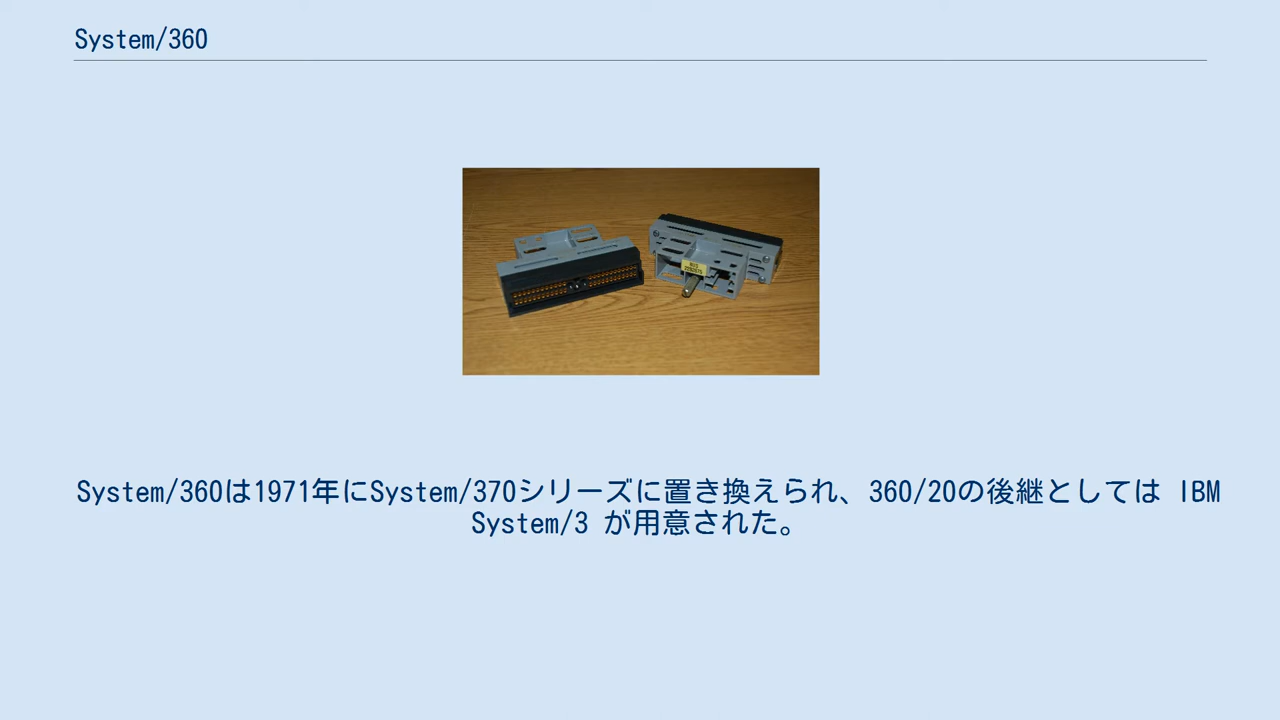 System/360
System/360は1971年にSystem/370シリーズに置き換えられ、360/20の後継としては IBM
System/3 が用意された。